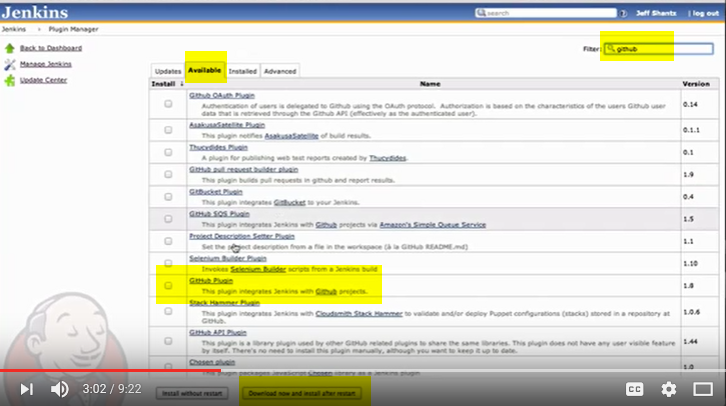 Jenkins
search
Jeff Shantz
| log out
Jenkins
Plugin Manager
Back to Dashboard
Manage Jenkins
Update Center
Filter:
github
Updates
Available
Installed
Advanced
Install ↓
Name
Version
Github OAuth Plugin
Authentication of users is delegated to Github using the OAuth protocol. Authorization is based on the characteristics of the users Github user
data that is retrieved through the Github API (effectively as the authenticated user).
0.14
AsakusaSatellite Plugin
This plugin notifies AsakusaSatellite of build results.
0.1.1
Thucydides Plugin
A plugin for publishing web test reports created by Thucydides.
0.1
GitHub pull request builder plugin
This plugin builds pull requests in github and report results.
1.9
GitBucket Plugin
This plugin integrates GitBucket to your Jenkins.
0.4
GitHub SQS Plugin
This plugin integrates Jenkins with Github projects via Amazon's Simple Queue Service
1.5
Project Description Setter Plugin
Set the project description from a file in the workspace (à la GitHub README.md)
1.1
Selenium Builder Plugin
Invokes Selenium Builder scripts from a Jenkins build
1.10
GitHub Plugin
This plugin integrates Jenkins with Github projects.
1.8
Stack Hammer Plugin
This plugin integrates Jenkins with Cloudsmith Stack Hammer to validate and/or deploy Puppet configurations (stacks) stored in a repository at
GitHub.
1.0.6
GitHub API Plugin
This plugin is a library plugin used by other GitHub related plugins to share the same libraries. This plugin does not have any user visible feature
by itself. There's no need to install this plugin manually, although you want to keep it up to date.
1.44
Chosen plugin
This plugin packages JavaScript Chosen library as a Jenkins plugin.
1.0
Install without restart
Download now and install after restart
3:02 / 9:22
CC